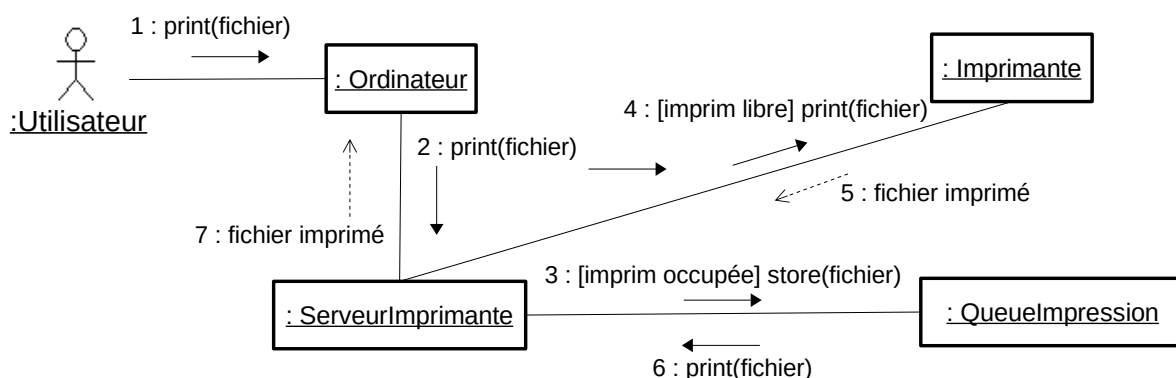 1 : print(fichier)
: Ordinateur
: Imprimante
:Utilisateur
4 : [imprim libre] print(fichier)
2 : print(fichier)
5 : fichier imprimé
7 : fichier imprimé
3 : [imprim occupée] store(fichier)
: ServeurImprimante
: QueueImpression
6 : print(fichier)